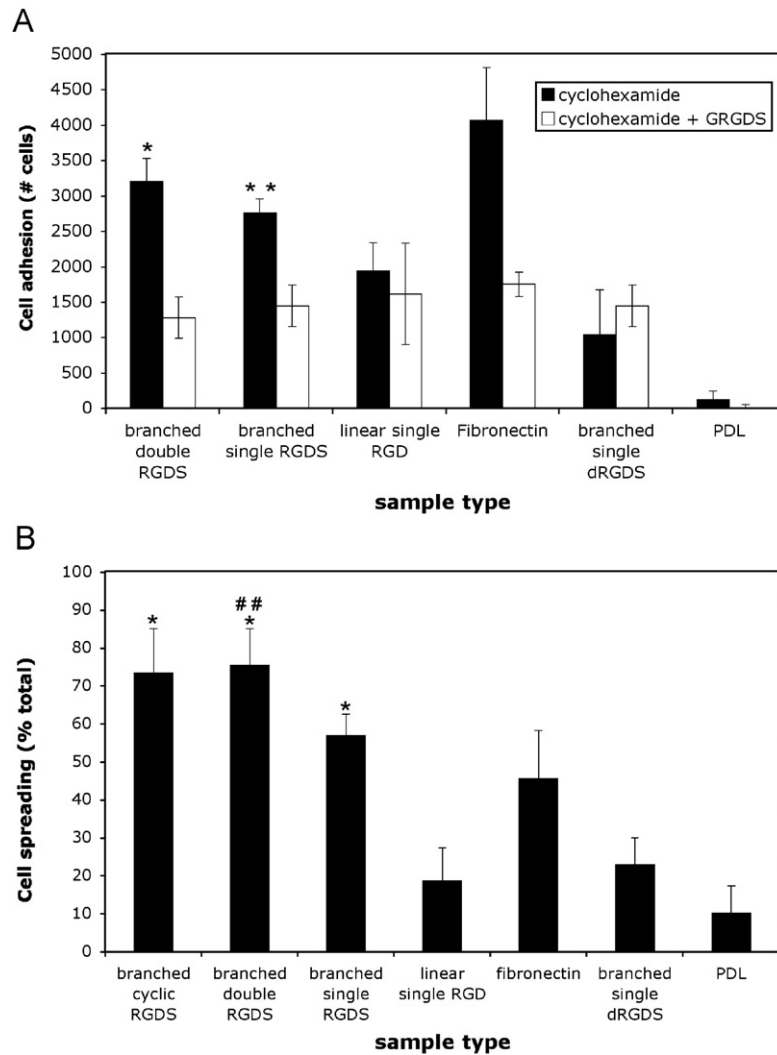 A
5000
4500
4000
3500
3000
2500
2000
1500
1000
500
0
Cell adhesion (# cells)
cyclohexamide
cyclohexamide + GRGDS
*
* *
branched double RGDS
branched single RGDS
linear single RGD
Fibronectin
branched single dRGDS
PDL
sample type
B
100
90
80
70
60
50
40
30
20
10
0
Cell spreading (% total)
*
##
*
*
branched cyclic RGDS
branched double RGDS
branched single RGDS
linear single RGD
fibronectin
branched single dRGDS
PDL
sample type